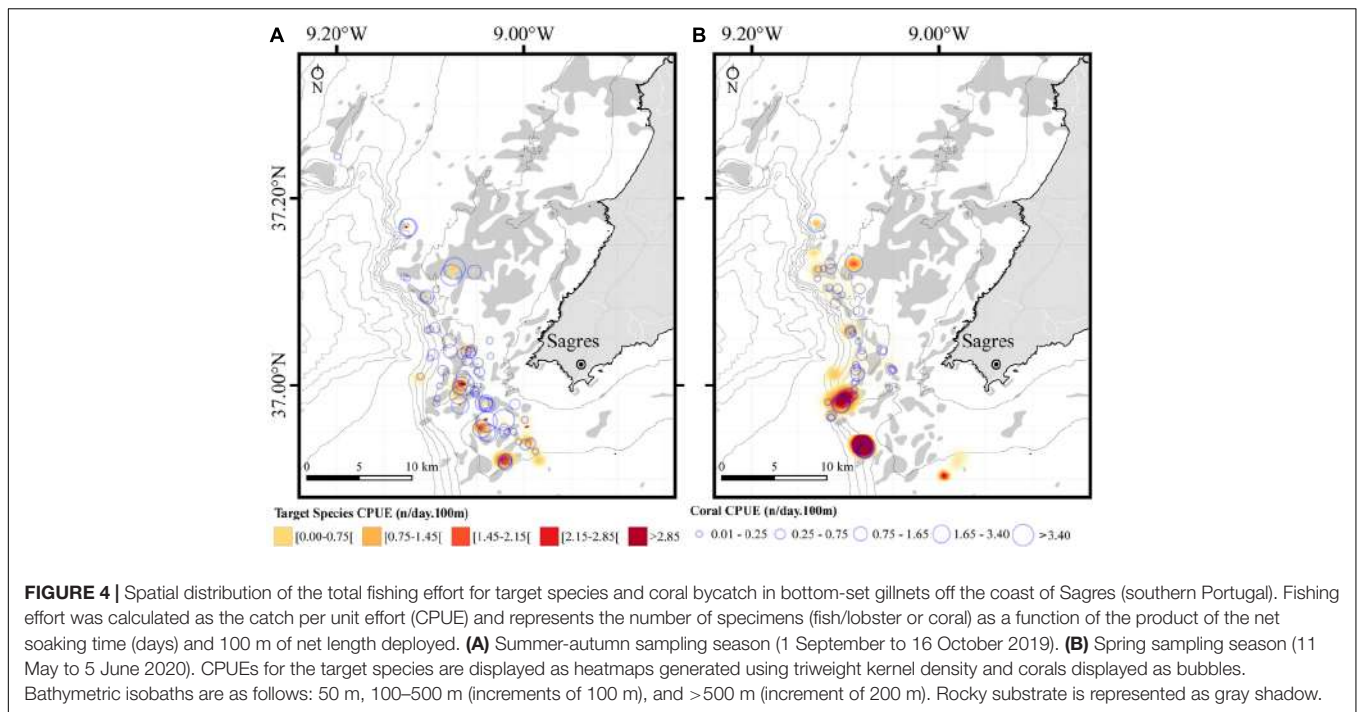 A
9.20°W
9.00°W
B
9.20°W
9.00°W
N
N
37.20°N
37.00°N
Sagres
Sagres
0 5 10 km
0 5 10 km
Target Species CPUE (n/day.100m)
[0.00-0.75[ [0.75-1.45[ [1.45-2.15[ [2.15-2.85[ >2.85
Coral CPUE (n/day.100m)
0.01 - 0.25 0.25 - 0.75 0.75 - 1.65 1.65 - 3.40 >3.40
FIGURE 4 | Spatial distribution of the total fishing effort for target species and coral bycatch in bottom-set gillnets off the coast of Sagres (southern Portugal). Fishing
effort was calculated as the catch per unit effort (CPUE) and represents the number of specimens (fish/lobster or coral) as a function of the product of the net
soaking time (days) and 100 m of net length deployed. (A) Summer-autumn sampling season (1 September to 16 October 2019). (B) Spring sampling season (11
May to 5 June 2020). CPUEs for the target species are displayed as heatmaps generated using triweight kernel density and corals displayed as bubbles.
Bathymetric isobaths are as follows: 50 m, 100–500 m (increments of 100 m), and >500 m (increment of 200 m). Rocky substrate is represented as gray shadow.